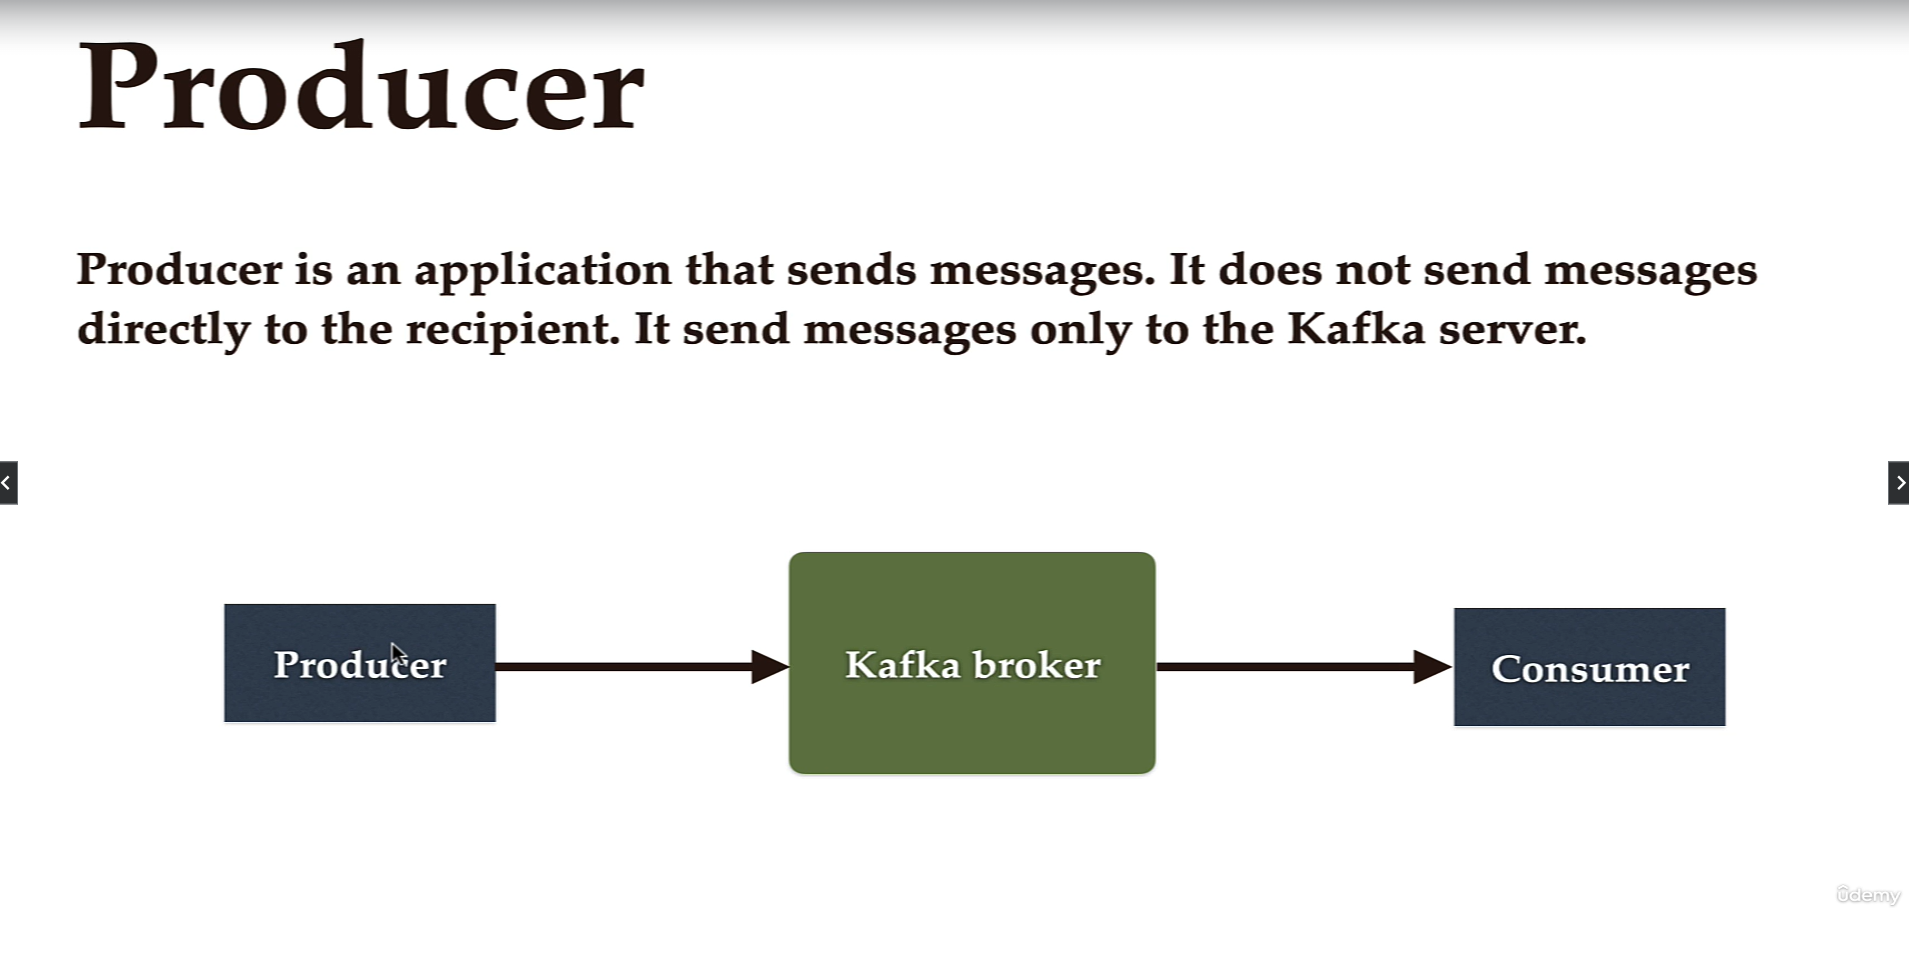 Producer
Producer is an application that sends messages. It does not send messages
directly to the recipient. It send messages only to the Kafka server.
Producer
Kafka broker
Consumer
ûdemy